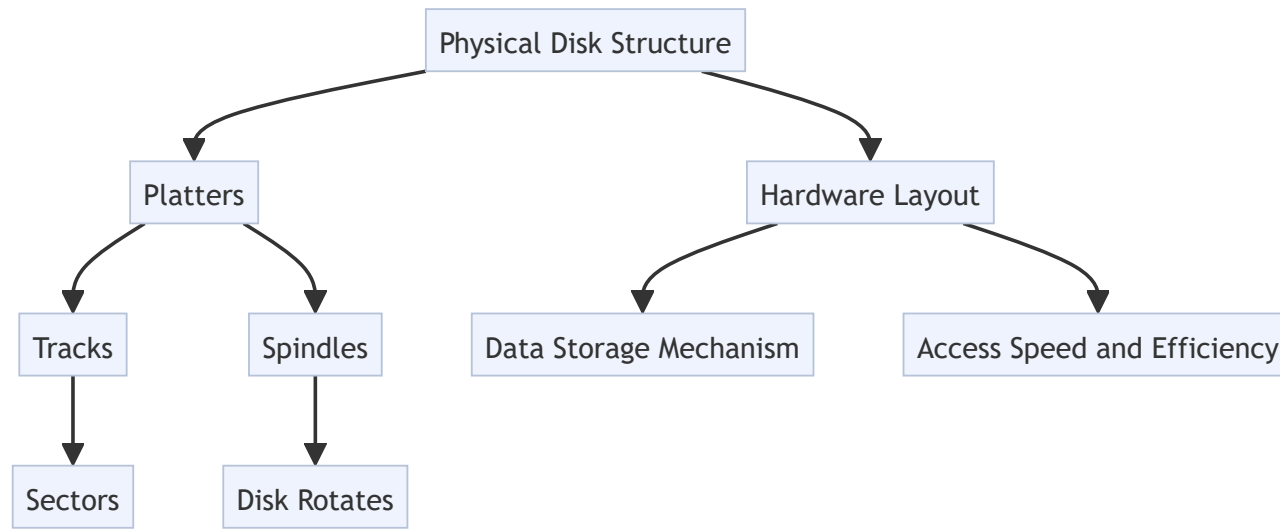 Physical Disk Structure
Platters
Hardware Layout
Tracks
Spindles
Data Storage Mechanism
Access Speed and Efficiency
Sectors
Disk Rotates